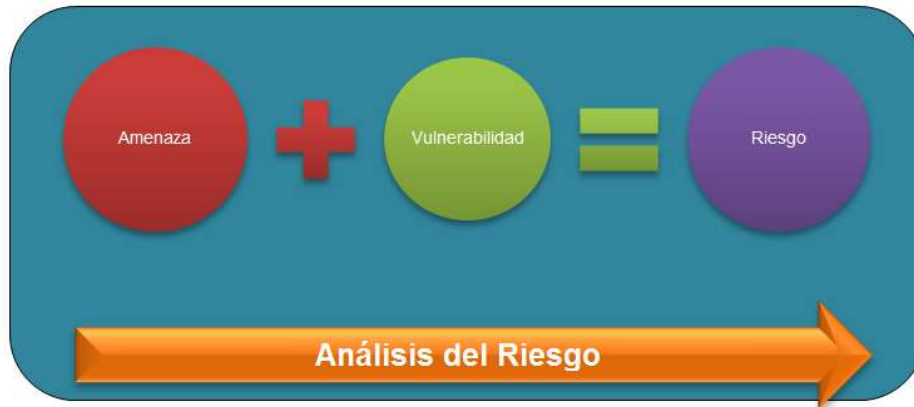 Amenaza
Vulnerabilidad
Riesgo
Análisis del Riesgo